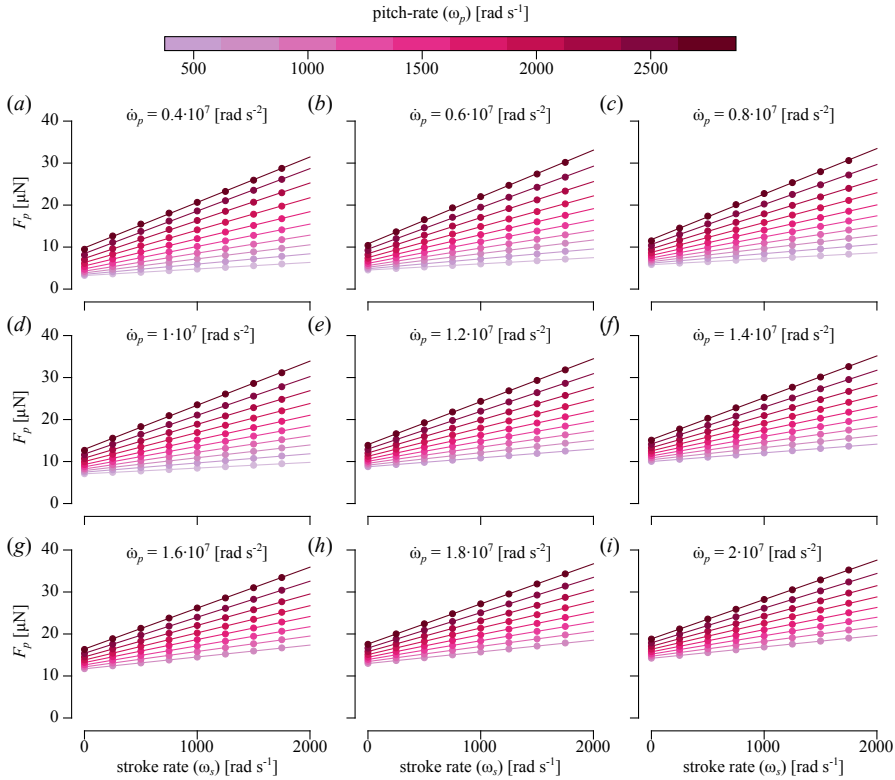 pitch-rate (ωp) [rad s-1]
500 1000 1500 2000 2500
(a) ω̇p = 0.4·10⁷ [rad s-2]
(b) ω̇p = 0.6·10⁷ [rad s-2]
(c) ω̇p = 0.8·10⁷ [rad s-2]
40
30
20
10
0
Fp [µN]
(d) ω̇p = 1·10⁷ [rad s-2]
(e) ω̇p = 1.2·10⁷ [rad s-2]
(f) ω̇p = 1.4·10⁷ [rad s-2]
40
30
20
10
0
Fp [µN]
(g) ω̇p = 1.6·10⁷ [rad s-2]
(h) ω̇p = 1.8·10⁷ [rad s-2]
(i) ω̇p = 2·10⁷ [rad s-2]
40
30
20
10
0
Fp [µN]
0 1000 2000 0 1000 2000 0 1000 2000
stroke rate (ωs) [rad s-1] stroke rate (ωs) [rad s-1] stroke rate (ωs) [rad s-1]